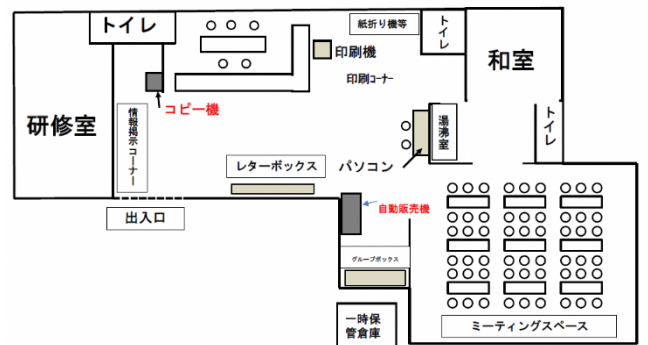 トイレ
紙折り機等
トイレ
印刷機
和室
印刷コーナー
コピー機
研修室
情報掲示コーナー
湯沸室
トイレ
レターボックス
パソコン
出入口
自動販売機
グループボックス
一時保
管倉庫
ミーティングスペース